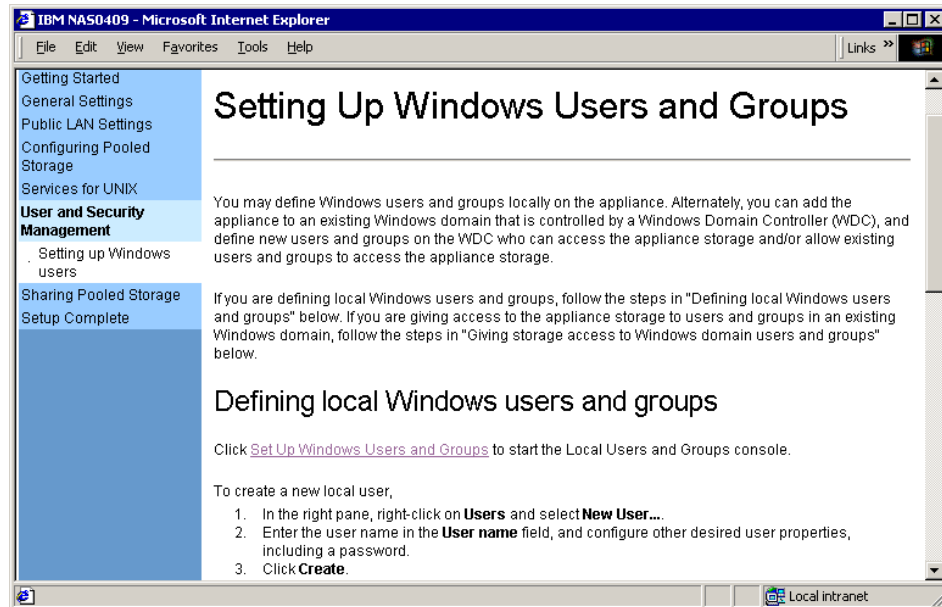 IBM NAS0409 - Microsoft Internet Explorer
File Edit View Favorites Tools Help
Links »
Getting Started
General Settings
Public LAN Settings
Configuring Pooled
Storage
Services for UNIX
User and Security
Management
Setting up Windows
users
Sharing Pooled Storage
Setup Complete
Setting Up Windows Users and Groups
You may define Windows users and groups locally on the appliance. Alternately, you can add the
appliance to an existing Windows domain that is controlled by a Windows Domain Controller (WDC), and
define new users and groups on the WDC who can access the appliance storage and/or allow existing
users and groups to access the appliance storage.
If you are defining local Windows users and groups, follow the steps in "Defining local Windows users
and groups" below. If you are giving access to the appliance storage to users and groups in an existing
Windows domain, follow the steps in "Giving storage access to Windows domain users and groups"
below.
Defining local Windows users and groups
Click Set Up Windows Users and Groups to start the Local Users and Groups console.
To create a new local user,
1. In the right pane, right-click on Users and select New User....
2. Enter the user name in the User name field, and configure other desired user properties,
including a password.
3. Click Create.
Local intranet